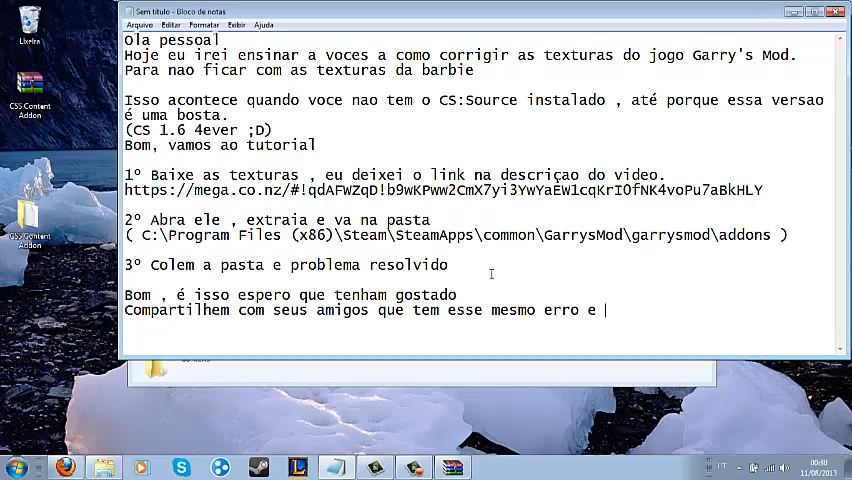 Sem título - Bloco de notas
Arquivo Editar Formatar Exibir Ajuda
Lixeira
CSS Content
Addon
CSS Content
Addon
Ola pessoal
Hoje eu irei ensinar a voces a como corrigir as texturas do jogo Garry's Mod.
Para nao ficar com as texturas da barbie
Isso acontece quando voce nao tem o CS:Source instalado , até porque essa versao
é uma bosta.
(CS 1.6 4ever ;D)
Bom, vamos ao tutorial
1º Baixe as texturas , eu deixei o link na descriçao do video.
https://mega.co.nz/#!qdAFWZqD!b9wKPww2CmX7yi3YwYaEW1cqKrI0fNK4voPu7aBkHLY
2º Abra ele , extraia e va na pasta
( C:\Program Files (x86)\Steam\SteamApps\common\GarrysMod\garrysmod\addons )
3º Colem a pasta e problema resolvido
Bom , é isso espero que tenham gostado
Compartilhem com seus amigos que tem esse mesmo erro e
PT
00:30
11/08/2013